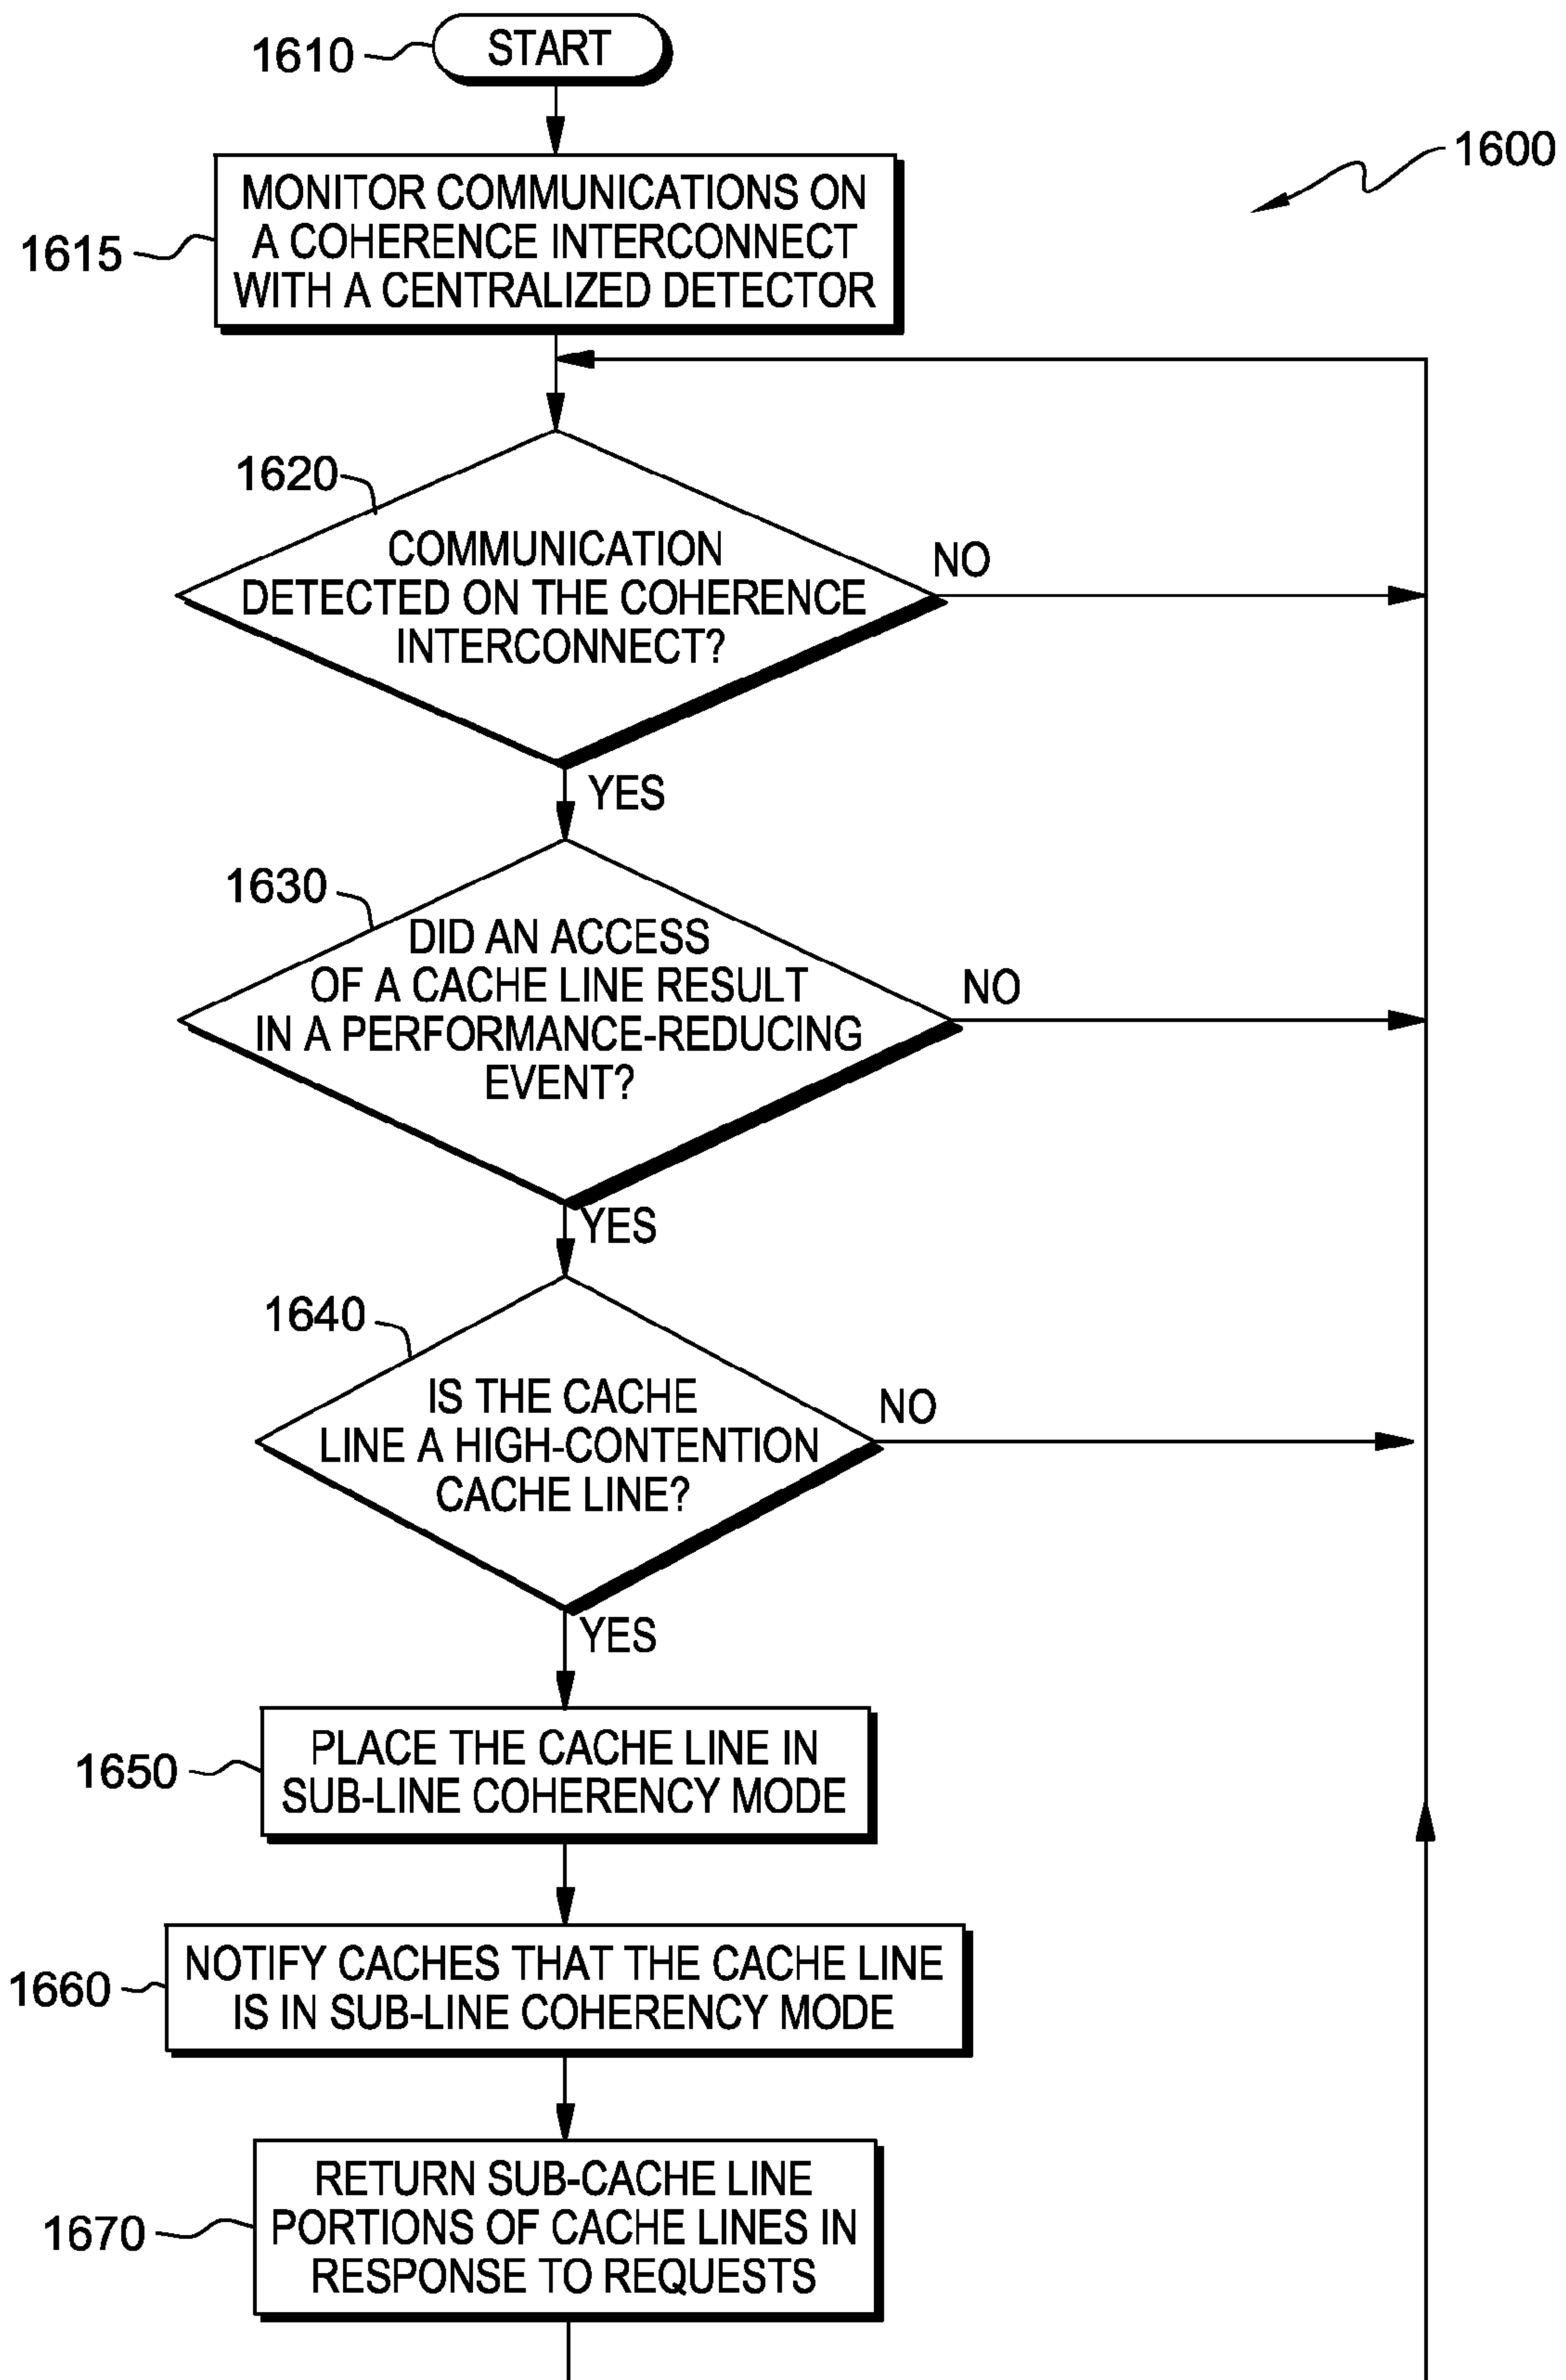 1610
START
1600
1615
MONITOR COMMUNICATIONS ON
A COHERENCE INTERCONNECT
WITH A CENTRALIZED DETECTOR
1620
COMMUNICATION
DETECTED ON THE COHERENCE
INTERCONNECT?
NO
YES
1630
DID AN ACCESS
OF A CACHE LINE RESULT
IN A PERFORMANCE-REDUCING
EVENT?
NO
YES
1640
IS THE CACHE
LINE A HIGH-CONTENTION
CACHE LINE?
NO
YES
1650
PLACE THE CACHE LINE IN
SUB-LINE COHERENCY MODE
1660
NOTIFY CACHES THAT THE CACHE LINE
IS IN SUB-LINE COHERENCY MODE
1670
RETURN SUB-CACHE LINE
PORTIONS OF CACHE LINES IN
RESPONSE TO REQUESTS